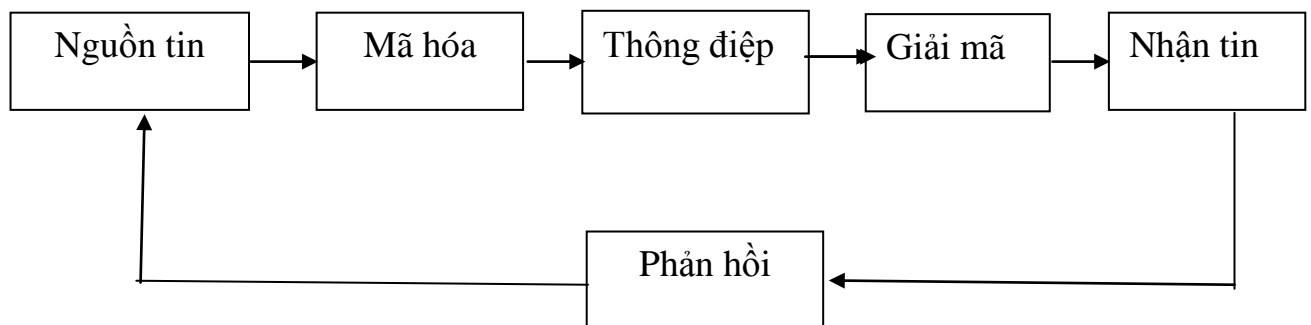 Nguồn tin
Mã hóa
Thông điệp
Giải mã
Nhận tin
Phản hồi